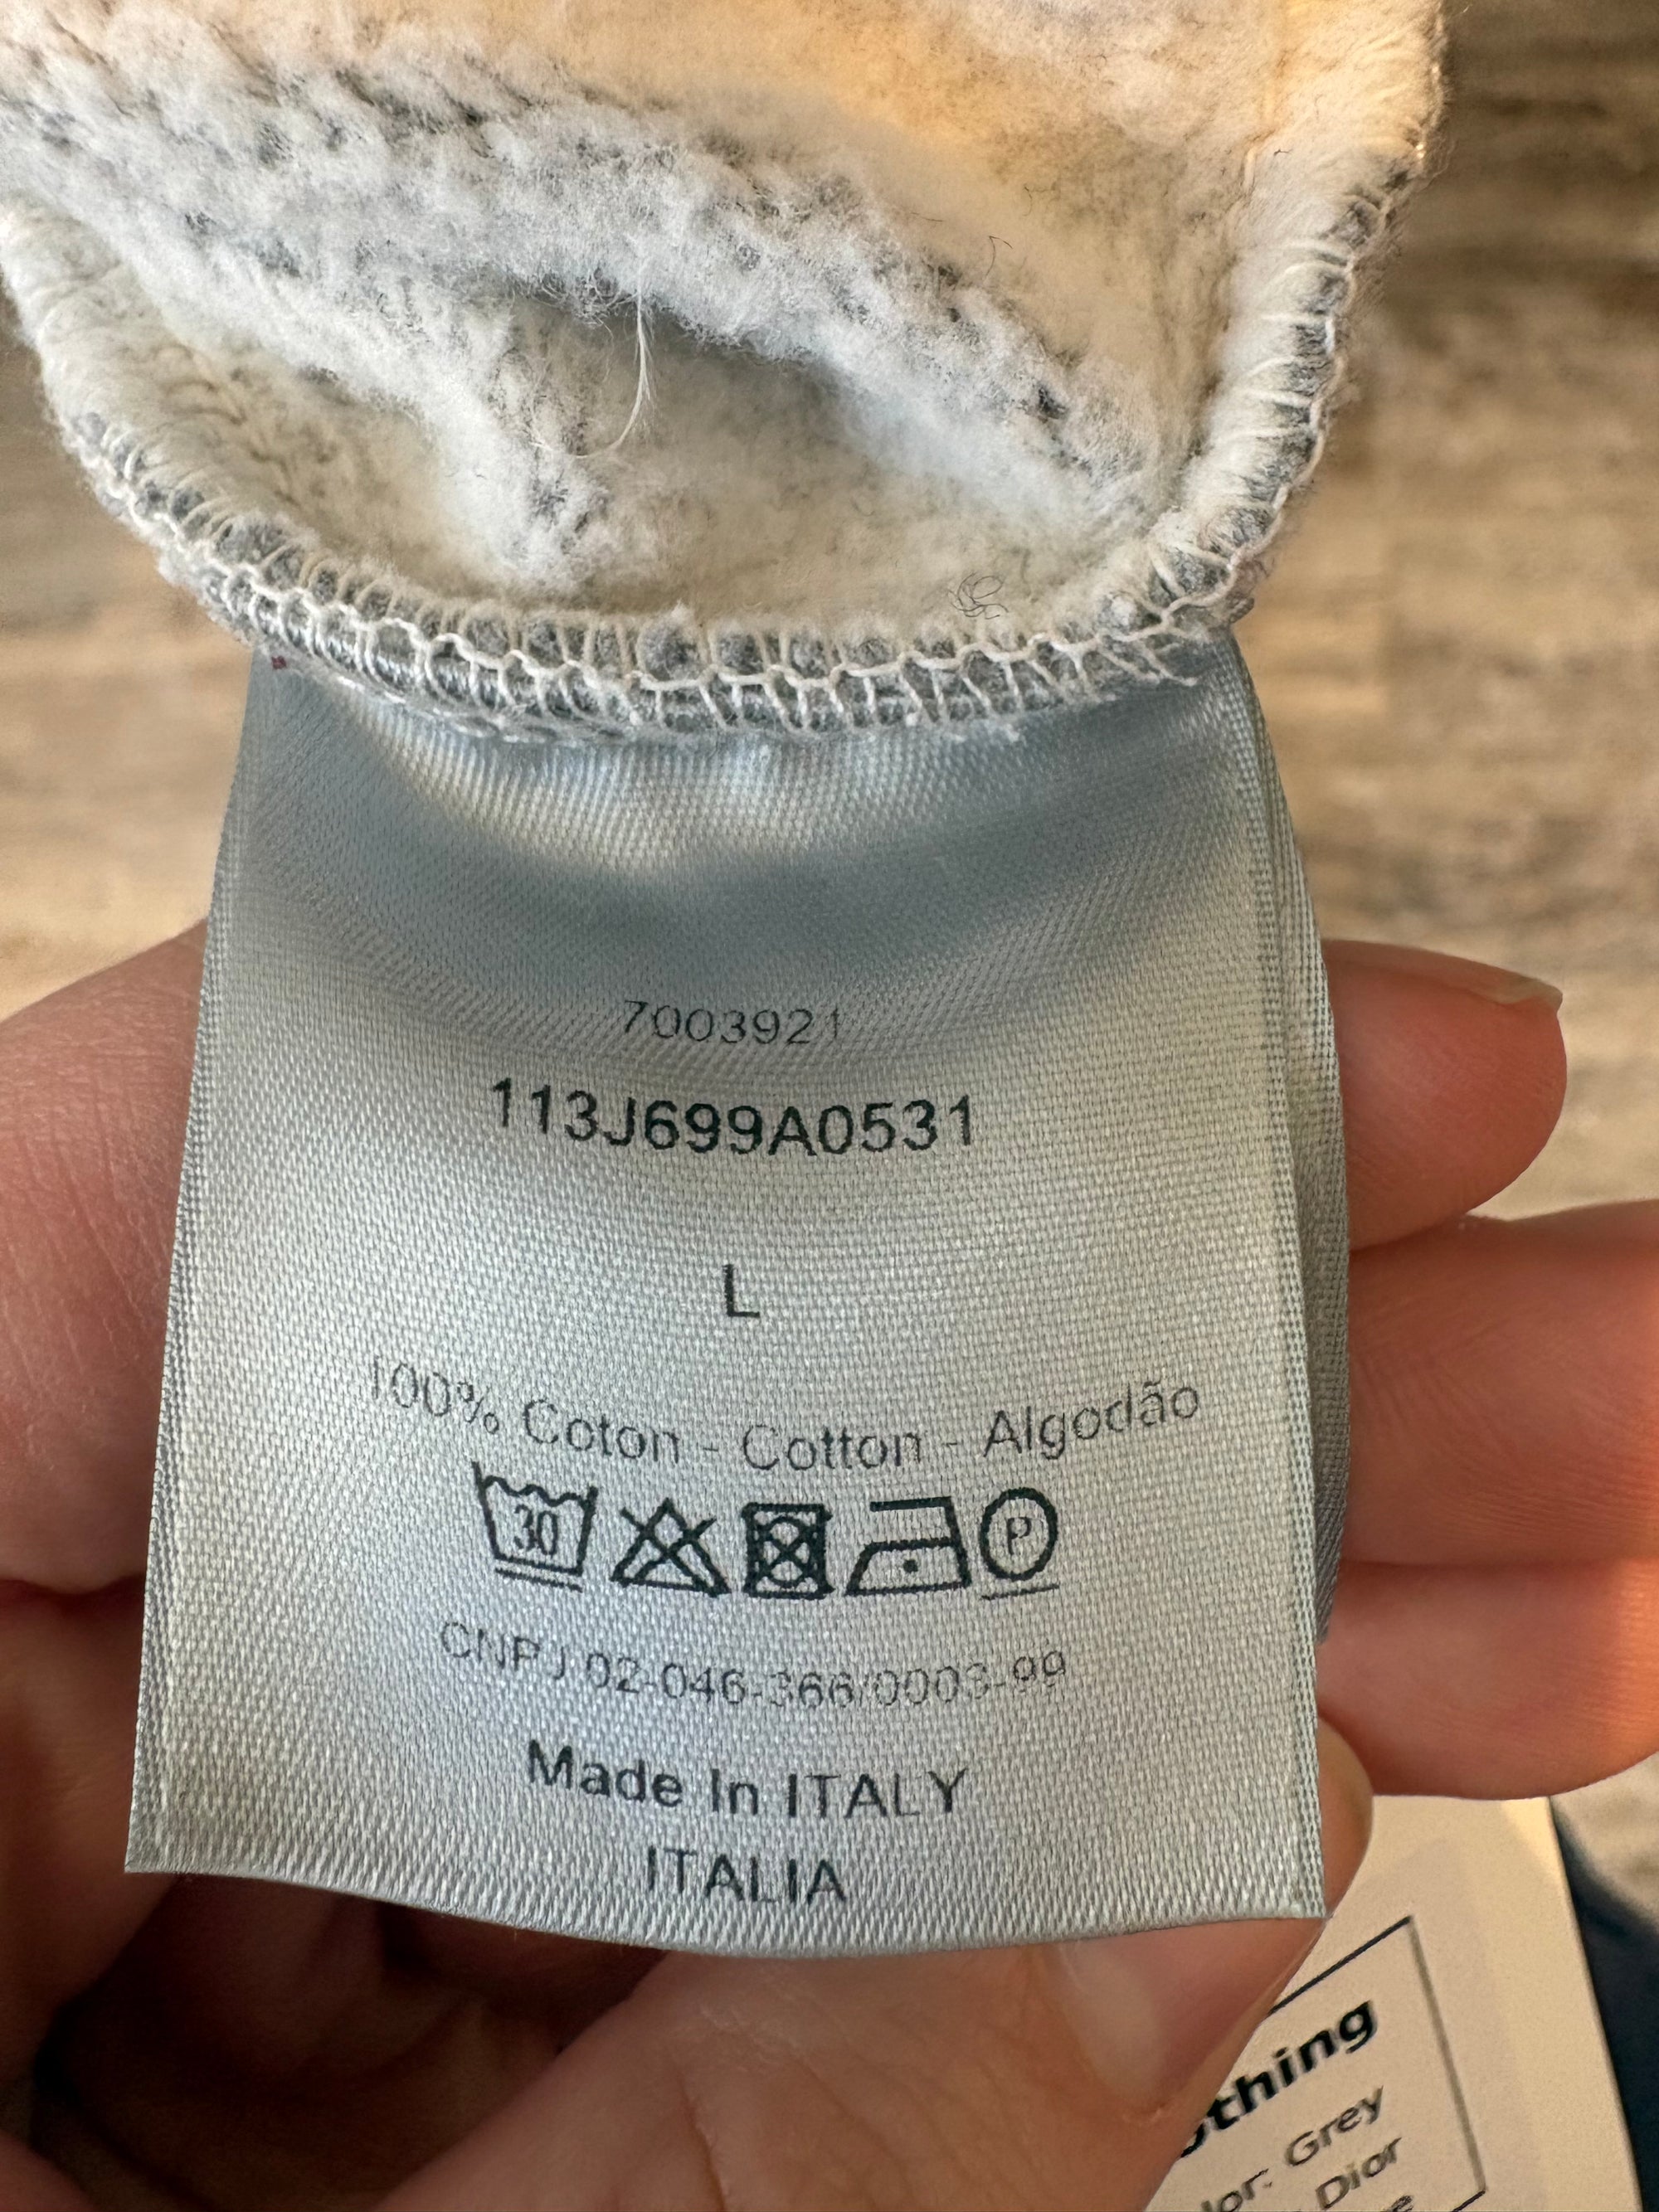 7003921
113J699A0531
L
100% Coton - Cotton - Algodão
30
P
CNPJ 02-046-366/0003-99
Made In ITALY
ITALIA
Grey
Dior